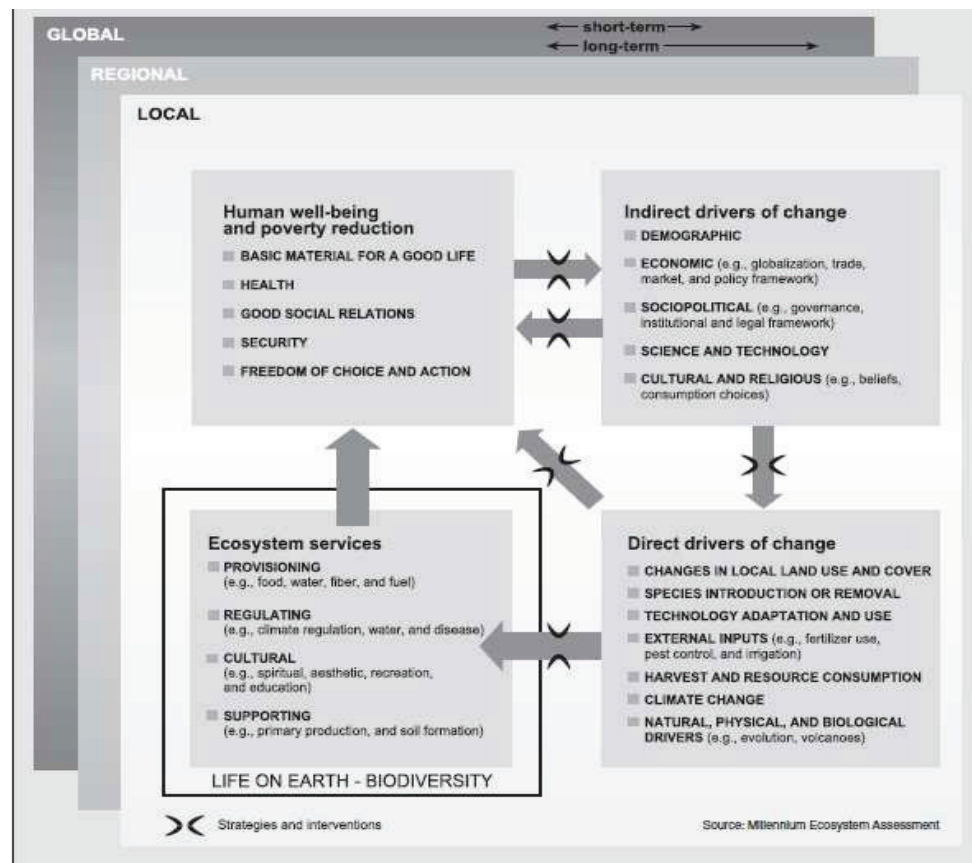 GLOBAL
short-term
long-term
REGIONAL
LOCAL
Human well-being
and poverty reduction
BASIC MATERIAL FOR A GOOD LIFE
HEALTH
GOOD SOCIAL RELATIONS
SECURITY
FREEDOM OF CHOICE AND ACTION
Indirect drivers of change
DEMOGRAPHIC
ECONOMIC (e.g., globalization, trade,
market, and policy framework)
SOCIOPOLITICAL (e.g., governance,
institutional and legal framework)
SCIENCE AND TECHNOLOGY
CULTURAL AND RELIGIOUS (e.g., beliefs,
consumption choices)
Ecosystem services
PROVISIONING
(e.g., food, water, fiber, and fuel)
REGULATING
(e.g., climate regulation, water, and disease)
CULTURAL
(e.g., spiritual, aesthetic, recreation,
and education)
SUPPORTING
(e.g., primary production, and soil formation)
LIFE ON EARTH - BIODIVERSITY
Direct drivers of change
CHANGES IN LOCAL LAND USE AND COVER
SPECIES INTRODUCTION OR REMOVAL
TECHNOLOGY ADAPTATION AND USE
EXTERNAL INPUTS (e.g., fertilizer use,
pest control, and irrigation)
HARVEST AND RESOURCE CONSUMPTION
CLIMATE CHANGE
NATURAL, PHYSICAL, AND BIOLOGICAL
DRIVERS (e.g., evolution, volcanoes)
Strategies and interventions
Source: Millennium Ecosystem Assessment